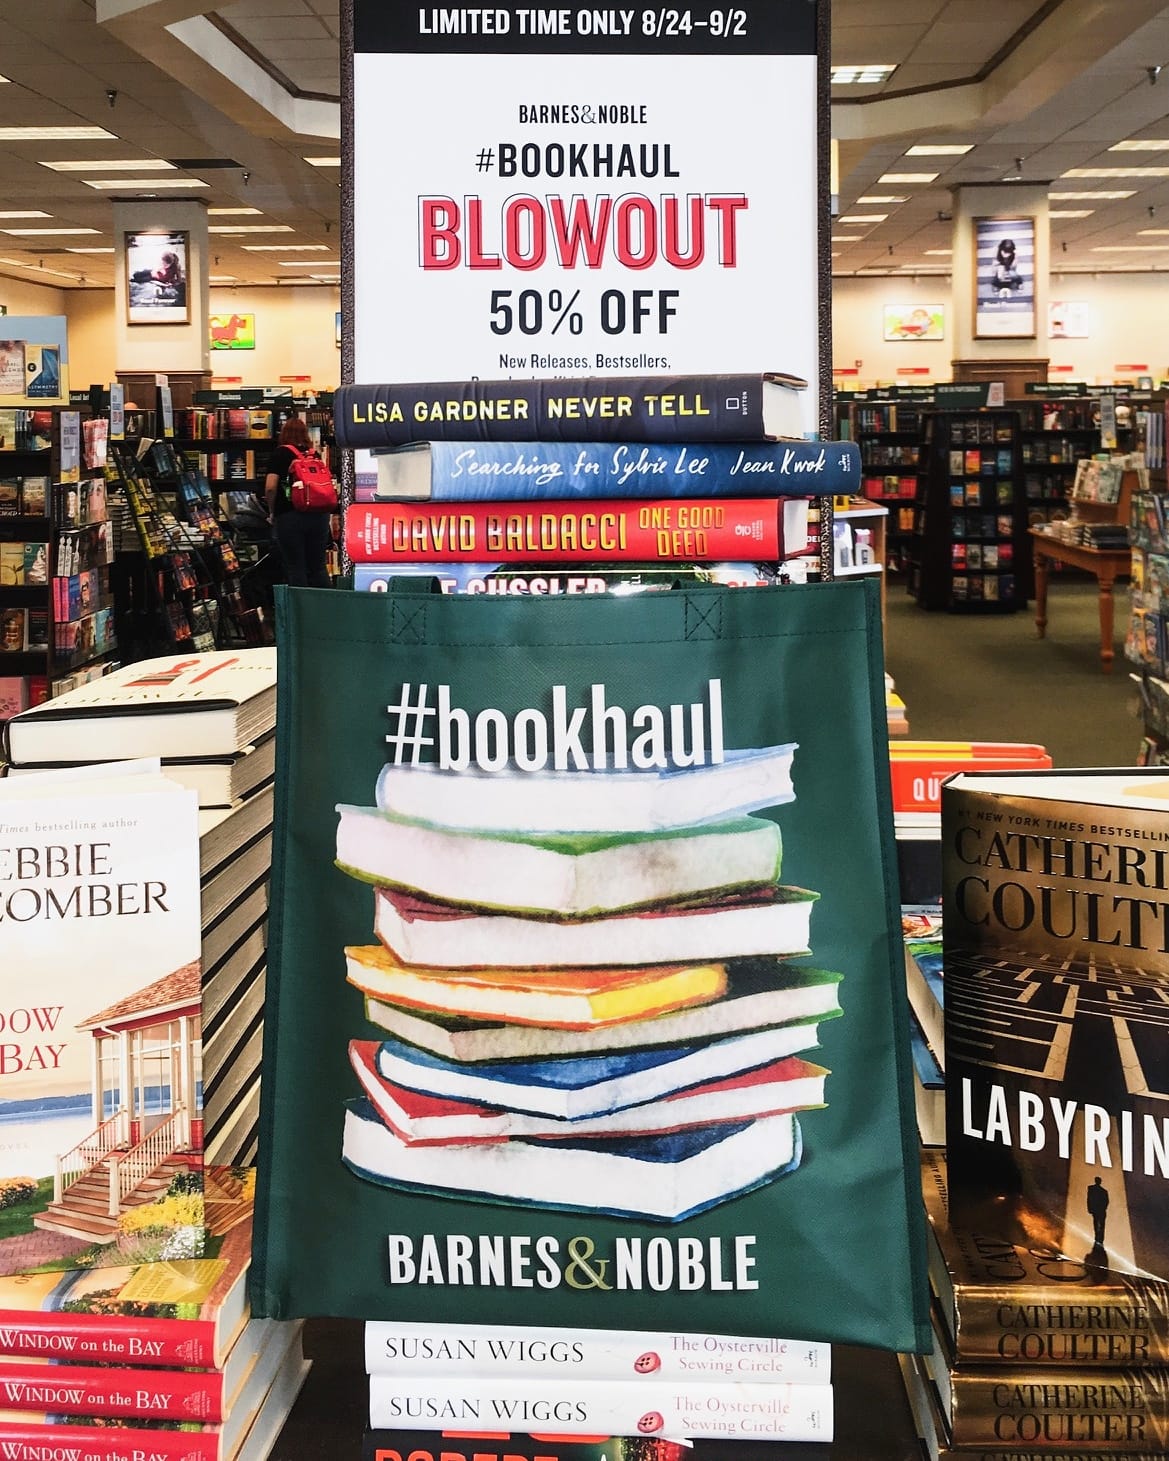 LIMITED TIME ONLY 8/24–9/2
BARNES&NOBLE
#BOOKHAUL
BLOWOUT
50% OFF
New Releases, Bestsellers,
LISA GARDNER NEVER TELL
DUTTON
Searching for Sylvie Lee Jean Kwok
DAVID BALDACCI ONE GOOD
DEED
CUSSLER
#bookhaul
BARNES&NOBLE
Times bestselling author
EBBIE
COMBER
DOW
BAY
NOVEL
WINDOW ON THE BAY
WINDOW ON THE BAY
WINDOW ON THE BAY
SUSAN WIGGS The Oysterville
Sewing Circle
SUSAN WIGGS The Oysterville
Sewing Circle
QU
#1 NEW YORK TIMES BESTSELLIN
CATHERI
COULT
LABYRIN
CATHERINE
COULTER
CATHERINE
COULTER